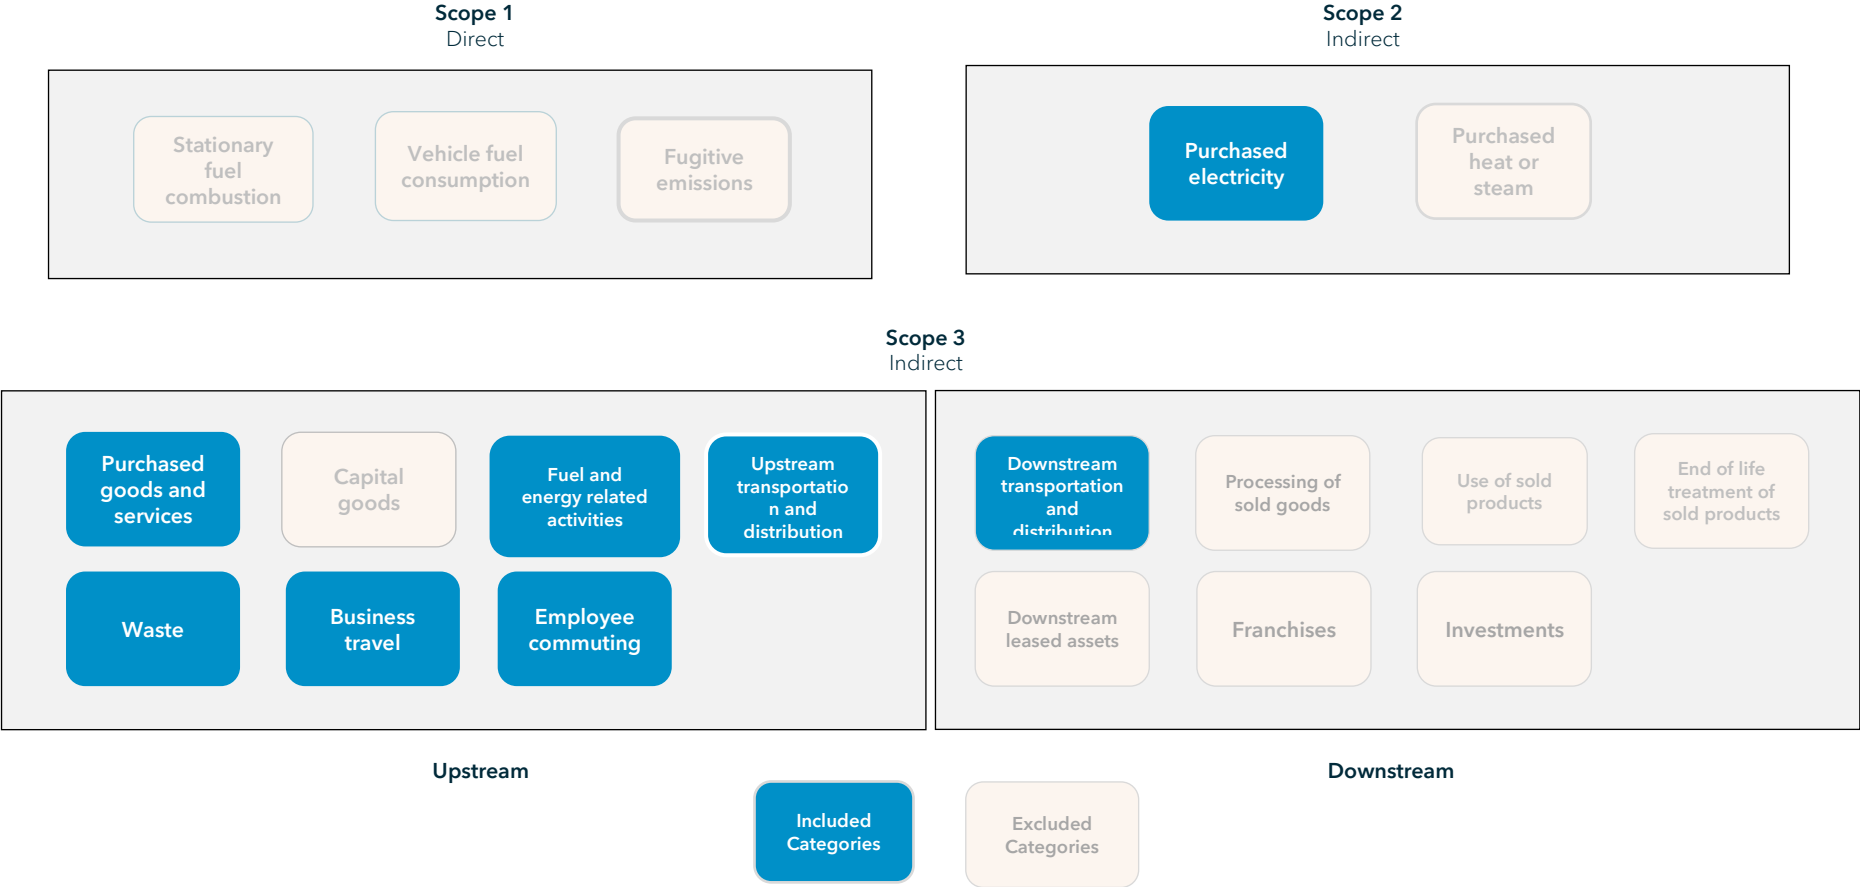 Scope 1
Direct
Scope 2
Indirect
Stationary
fuel
combustion
Vehicle fuel
consumption
Fugitive
emissions
Purchased
electricity
Purchased
heat or
steam
Scope 3
Indirect
Purchased
goods and
services
Capital
goods
Fuel and
energy related
activities
Upstream
transportatio
n and
distribution
Waste
Business
travel
Employee
commuting
Downstream
transportation
and
distribution
Processing of
sold goods
Use of sold
products
End of life
treatment of
sold products
Downstream
leased assets
Franchises
Investments
Upstream
Downstream
Included
Categories
Excluded
Categories